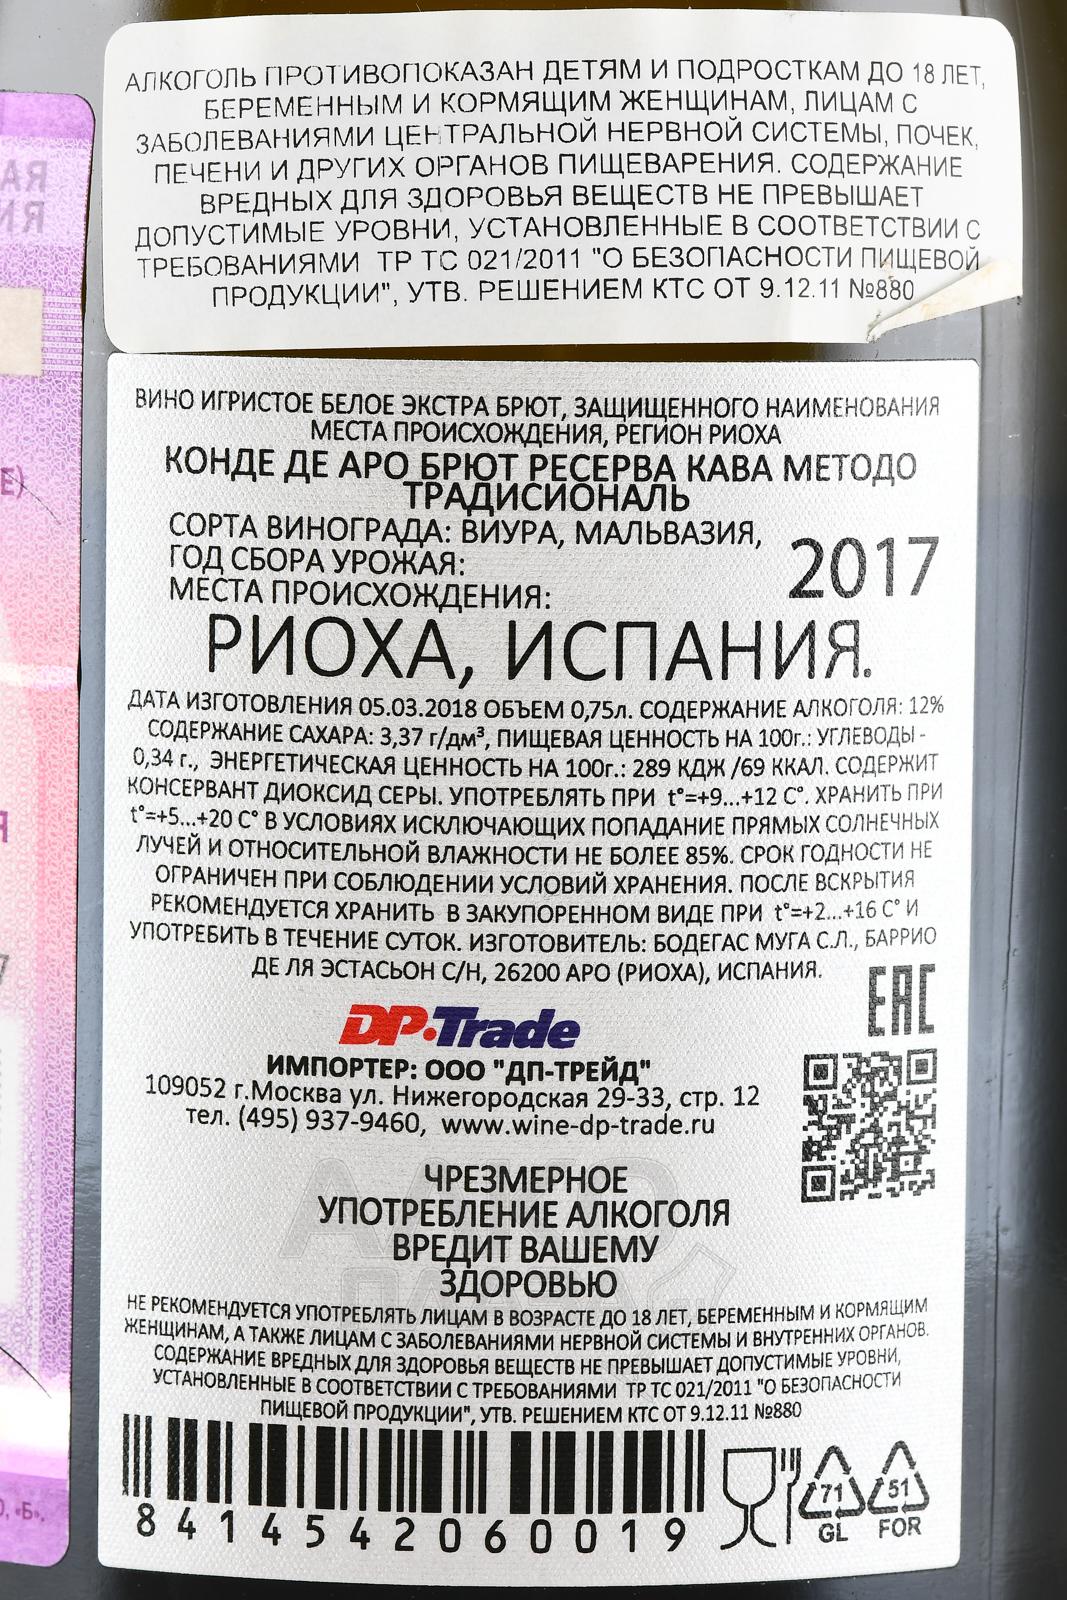 АЛКОГОЛЬ ПРОТИВОПОКАЗАН ДЕТЯМ И ПОДРОСТКАМ ДО 18 ЛЕТ,
БЕРЕМЕННЫМ И КОРМЯЩИМ ЖЕНЩИНАМ, ЛИЦАМ С
ЗАБОЛЕВАНИЯМИ ЦЕНТРАЛЬНОЙ НЕРВНОЙ СИСТЕМЫ, ПОЧЕК,
ПЕЧЕНИ И ДРУГИХ ОРГАНОВ ПИЩЕВАРЕНИЯ. СОДЕРЖАНИЕ
ВРЕДНЫХ ДЛЯ ЗДОРОВЬЯ ВЕЩЕСТВ НЕ ПРЕВЫШАЕТ
ДОПУСТИМЫЕ УРОВНИ, УСТАНОВЛЕННЫЕ В СООТВЕТСТВИИ С
ТРЕБОВАНИЯМИ ТР ТС 021/2011 "О БЕЗОПАСНОСТИ ПИЩЕВОЙ
ПРОДУКЦИИ", УТВ. РЕШЕНИЕМ КТС ОТ 9.12.11 №880
ВИНО ИГРИСТОЕ БЕЛОЕ ЭКСТРА БРЮТ, ЗАЩИЩЕННОГО НАИМЕНОВАНИЯ
МЕСТА ПРОИСХОЖДЕНИЯ, РЕГИОН РИОХА
КОНДЕ ДЕ АРО БРЮТ РЕСЕРВА КАВА МЕТОДО
ТРАДИСИОНАЛЬ
СОРТА ВИНОГРАДА: ВИУРА, МАЛЬВАЗИЯ,
ГОД СБОРА УРОЖАЯ: 2017
МЕСТА ПРОИСХОЖДЕНИЯ:
РИОХА, ИСПАНИЯ.
ДАТА ИЗГОТОВЛЕНИЯ 05.03.2018 ОБЪЕМ 0,75л. СОДЕРЖАНИЕ АЛКОГОЛЯ: 12%
СОДЕРЖАНИЕ САХАРА: 3,37 г/дм³, ПИЩЕВАЯ ЦЕННОСТЬ НА 100г.: УГЛЕВОДЫ -
0,34 г., ЭНЕРГЕТИЧЕСКАЯ ЦЕННОСТЬ НА 100г.: 289 КДЖ /69 ККАЛ. СОДЕРЖИТ
КОНСЕРВАНТ ДИОКСИД СЕРЫ. УПОТРЕБЛЯТЬ ПРИ t°=+9...+12 С°. ХРАНИТЬ ПРИ
t°=+5...+20 С° В УСЛОВИЯХ ИСКЛЮЧАЮЩИХ ПОПАДАНИЕ ПРЯМЫХ СОЛНЕЧНЫХ
ЛУЧЕЙ И ОТНОСИТЕЛЬНОЙ ВЛАЖНОСТИ НЕ БОЛЕЕ 85%. СРОК ГОДНОСТИ НЕ
ОГРАНИЧЕН ПРИ СОБЛЮДЕНИИ УСЛОВИЙ ХРАНЕНИЯ. ПОСЛЕ ВСКРЫТИЯ
РЕКОМЕНДУЕТСЯ ХРАНИТЬ В ЗАКУПОРЕННОМ ВИДЕ ПРИ t°=+2...+16 С° И
УПОТРЕБИТЬ В ТЕЧЕНИЕ СУТОК. ИЗГОТОВИТЕЛЬ: БОДЕГАС МУГА С.Л., БАРРИО
ДЕ ЛЯ ЭСТАСЬОН С/Н, 26200 АРО (РИОХА), ИСПАНИЯ.
EAC
DP.Trade
ИМПОРТЕР: ООО "ДП-ТРЕЙД"
109052 г.Москва ул. Нижегородская 29-33, стр. 12
тел. (495) 937-9460, www.wine-dp-trade.ru
ЧРЕЗМЕРНОЕ
УПОТРЕБЛЕНИЕ АЛКОГОЛЯ
ВРЕДИТ ВАШЕМУ
ЗДОРОВЬЮ
НЕ РЕКОМЕНДУЕТСЯ УПОТРЕБЛЯТЬ ЛИЦАМ В ВОЗРАСТЕ ДО 18 ЛЕТ, БЕРЕМЕННЫМ И КОРМЯЩИМ
ЖЕНЩИНАМ, А ТАКЖЕ ЛИЦАМ С ЗАБОЛЕВАНИЯМИ НЕРВНОЙ СИСТЕМЫ И ВНУТРЕННИХ ОРГАНОВ.
СОДЕРЖАНИЕ ВРЕДНЫХ ДЛЯ ЗДОРОВЬЯ ВЕЩЕСТВ НЕ ПРЕВЫШАЕТ ДОПУСТИМЫЕ УРОВНИ,
УСТАНОВЛЕННЫЕ В СООТВЕТСТВИИ С ТРЕБОВАНИЯМИ ТР ТС 021/2011 "О БЕЗОПАСНОСТИ
ПИЩЕВОЙ ПРОДУКЦИИ", УТВ. РЕШЕНИЕМ КТС ОТ 9.12.11 №880
8414542060019
71 51
GL FOR